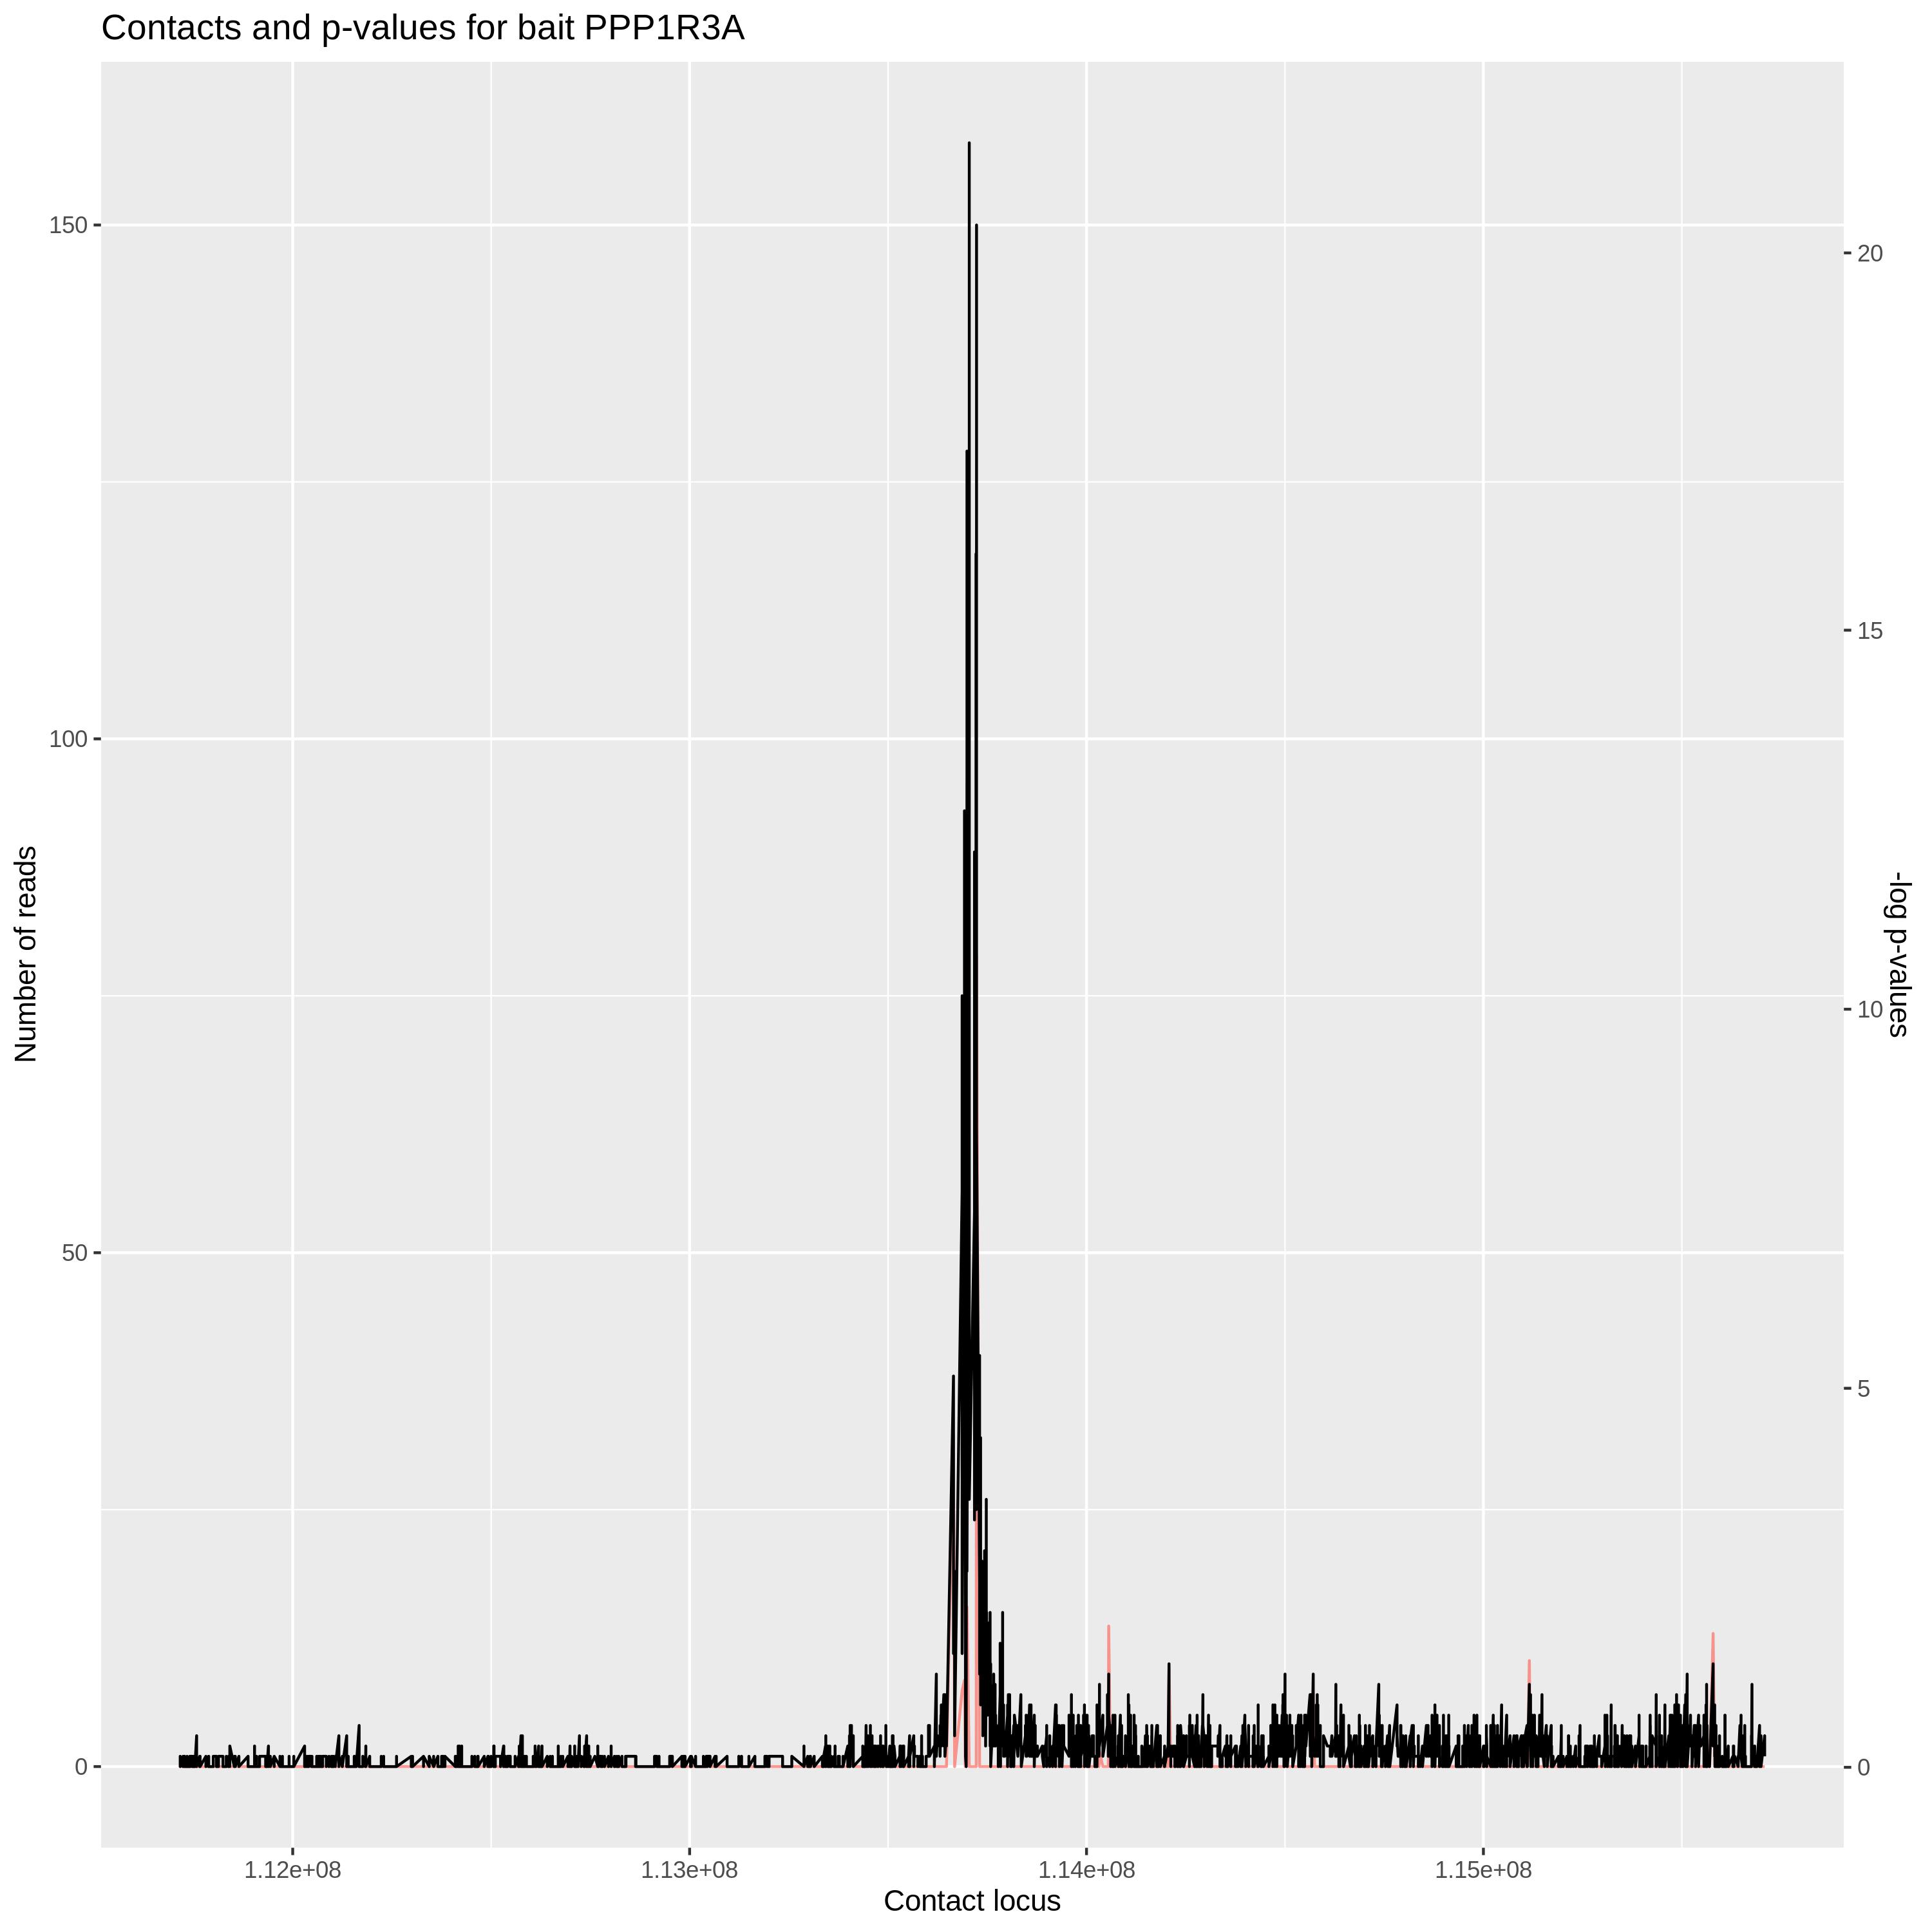 Contacts and p-values for bait PPP1R3A
150
100
50
0
Number of reads
20
15
10
5
0
-log p-values
1.12e+08
1.13e+08
1.14e+08
1.15e+08
Contact locus